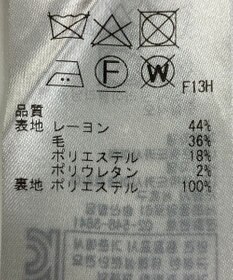 F W F13H
品質
表地 レーヨン 44%
毛 36%
ポリエステル 18%
ポリウレタン 2%
裏地 ポリエステル 100%